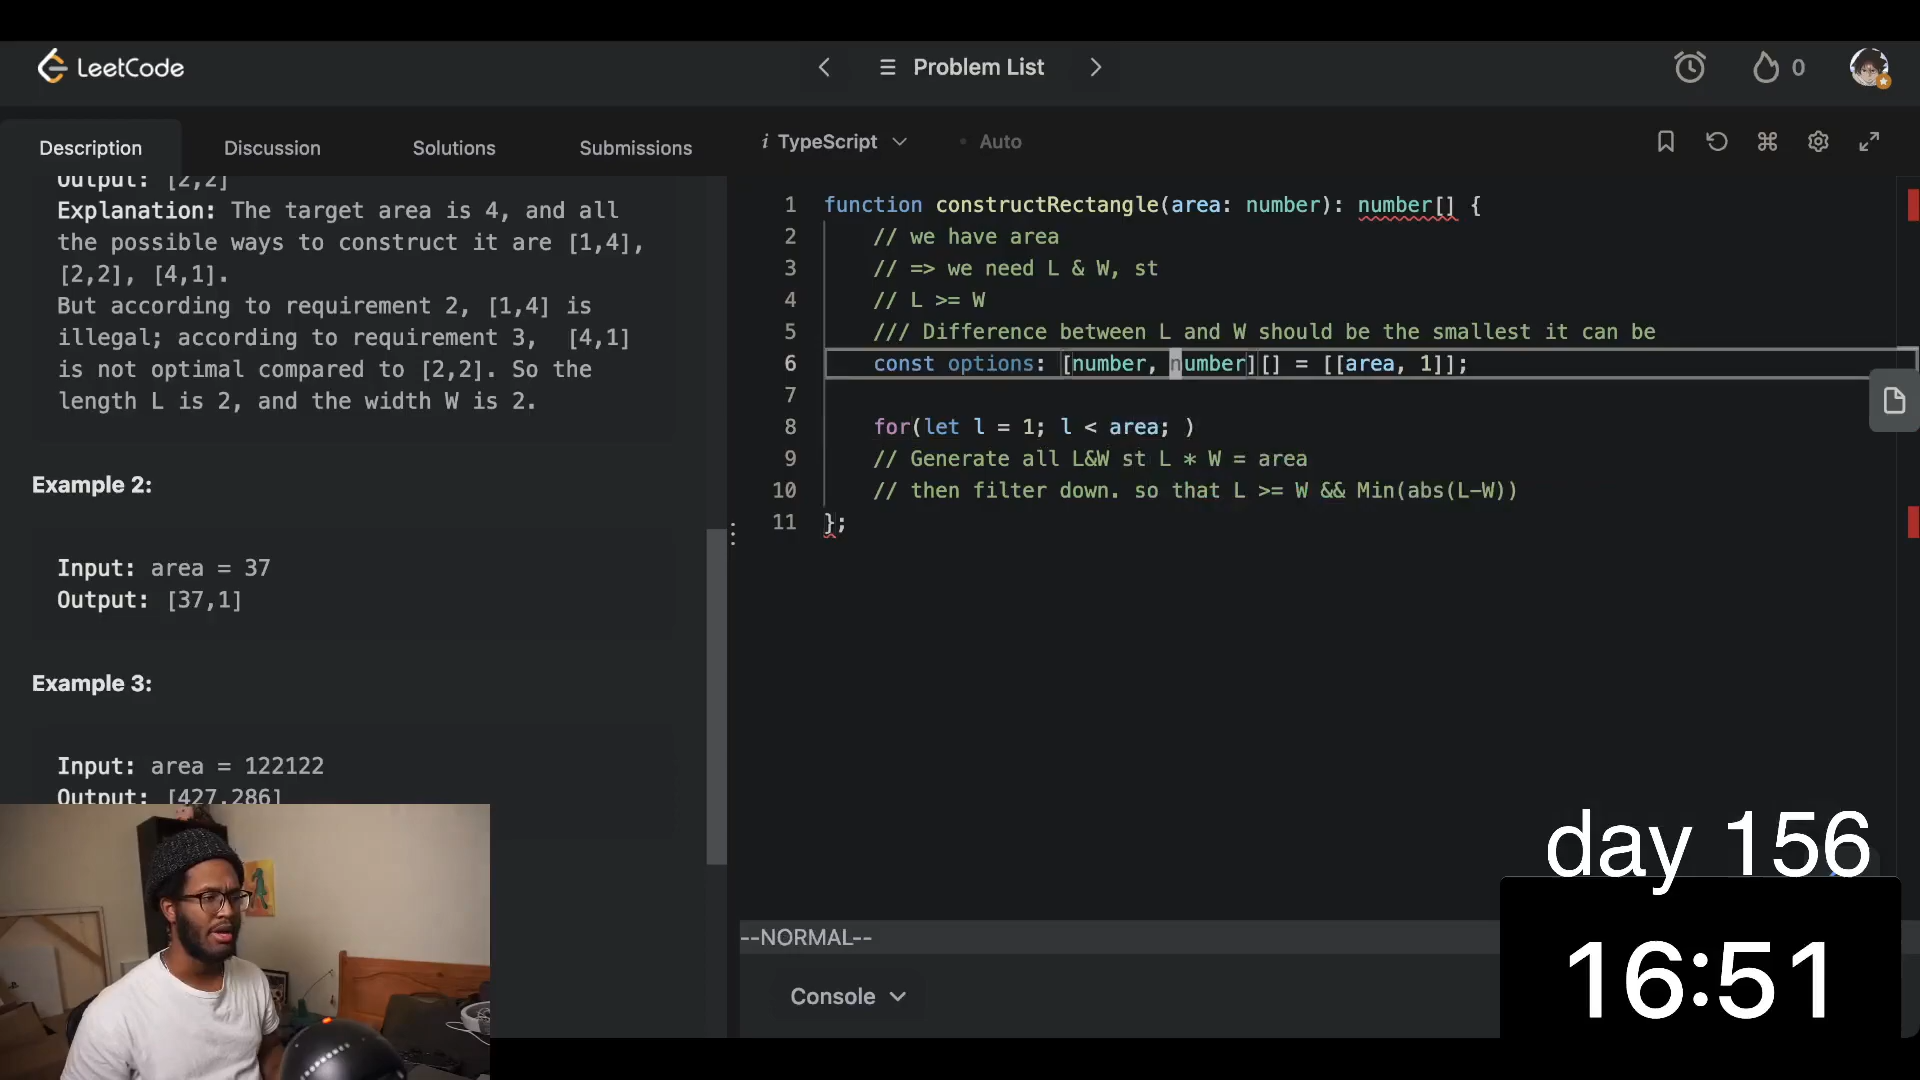 LeetCode
Problem List
0
Description
Discussion
Solutions
Submissions
i TypeScript
• Auto
Output: [2,2]
Explanation: The target area is 4, and all
the possible ways to construct it are [1,4],
[2,2], [4,1].
But according to requirement 2, [1,4] is
illegal; according to requirement 3,  [4,1]
is not optimal compared to [2,2]. So the
length L is 2, and the width W is 2.
Example 2:
Input: area = 37
Output: [37,1]
Example 3:
Input: area = 122122
Output: [427,286]
1 function constructRectangle(area: number): number[] {
2     // we have area
3     // => we need L & W, st
4     // L >= W
5     /// Difference between L and W should be the smallest it can be
6     const options: [number, number][] = [[area, 1]];
7
8     for(let l = 1; l < area; )
9     // Generate all L&W st L * W = area
10     // then filter down. so that L >= W && Min(abs(L-W))
11 };
--NORMAL--
Console
day 156
16:51